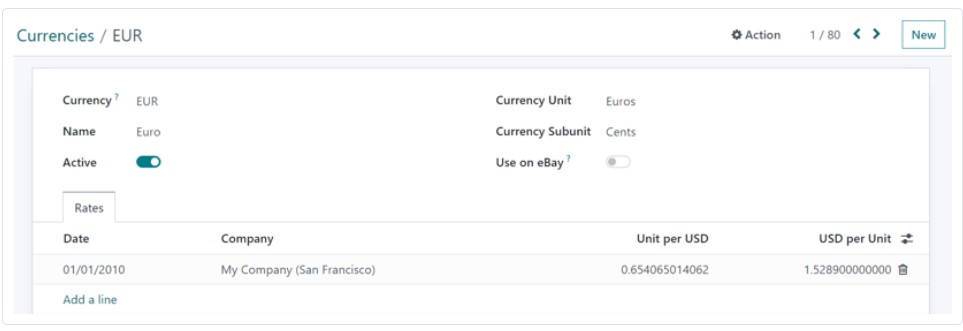 Currencies / EUR Action 1 / 80 New
Currency ? EUR Currency Unit Euros
Name Euro Currency Subunit Cents
Active Use on eBay ?
Rates
Date Company Unit per USD USD per Unit
01/01/2010 My Company (San Francisco) 0.654065014062 1.528900000000
Add a line